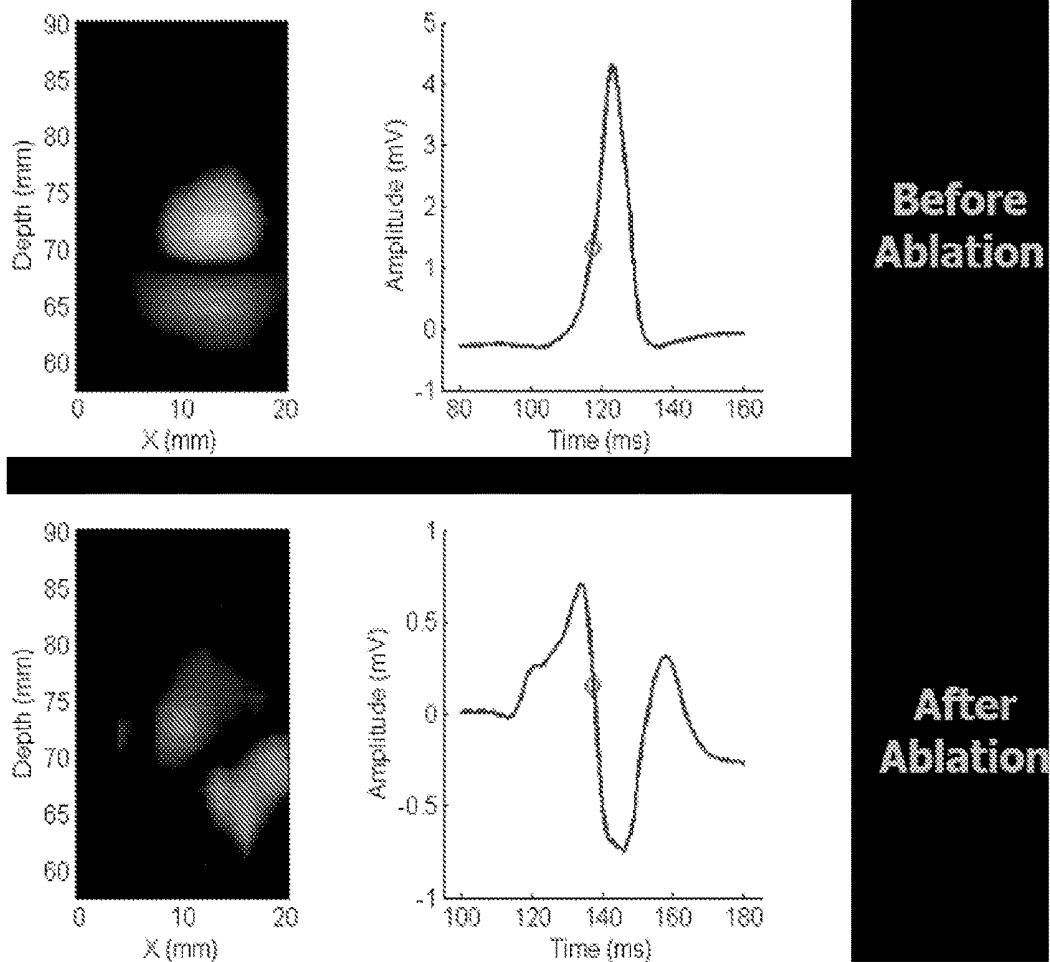 90
85
80
75
70
65
60
Depth (mm)
0 10 20
X (mm)
5
4
3
2
1
0
-1
Amplitude (mV)
80 100 120 140 160
Time (ms)
Before
Ablation
90
85
80
75
70
65
60
Depth (mm)
0 10 20
X (mm)
1
0.5
0
-0.5
-1
Amplitude (mV)
100 120 140 160 180
Time (ms)
After
Ablation